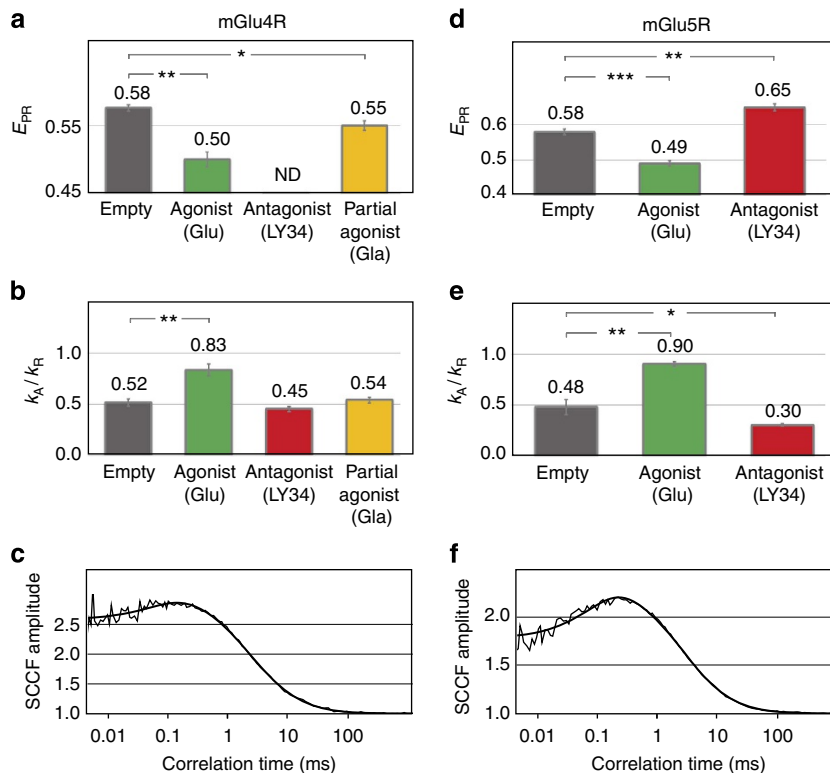 a
mGlu4R
**
*
0.58
0.50
ND
0.55
E_PR
0.55
0.45
Empty
Agonist
(Glu)
Antagonist
(LY34)
Partial
agonist
(Gla)
d
mGlu5R
**
***
0.58
0.49
0.65
E_PR
0.6
0.5
0.4
Empty
Agonist
(Glu)
Antagonist
(LY34)
b
**
0.52
0.83
0.45
0.54
k_A / k_R
1.0
0.5
0.0
Empty
Agonist
(Glu)
Antagonist
(LY34)
Partial
agonist
(Gla)
e
*
**
0.48
0.90
0.30
k_A / k_R
1.0
0.5
0.0
Empty
Agonist
(Glu)
Antagonist
(LY34)
c
SCCF amplitude
2.5
2.0
1.5
1.0
0.01 0.1 1 10 100
Correlation time (ms)
f
SCCF amplitude
2.0
1.5
1.0
0.01 0.1 1 10 100
Correlation time (ms)